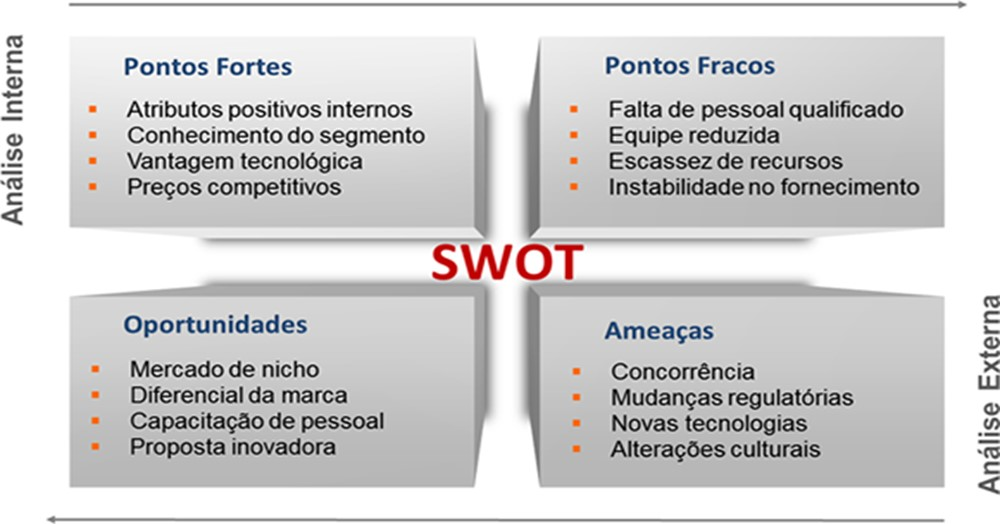 Análise Interna
Pontos Fortes
Atributos positivos internos
Conhecimento do segmento
Vantagem tecnológica
Preços competitivos
Pontos Fracos
Falta de pessoal qualificado
Equipe reduzida
Escassez de recursos
Instabilidade no fornecimento
SWOT
Oportunidades
Mercado de nicho
Diferencial da marca
Capacitação de pessoal
Proposta inovadora
Ameaças
Concorrência
Mudanças regulatórias
Novas tecnologias
Alterações culturais
Análise Externa